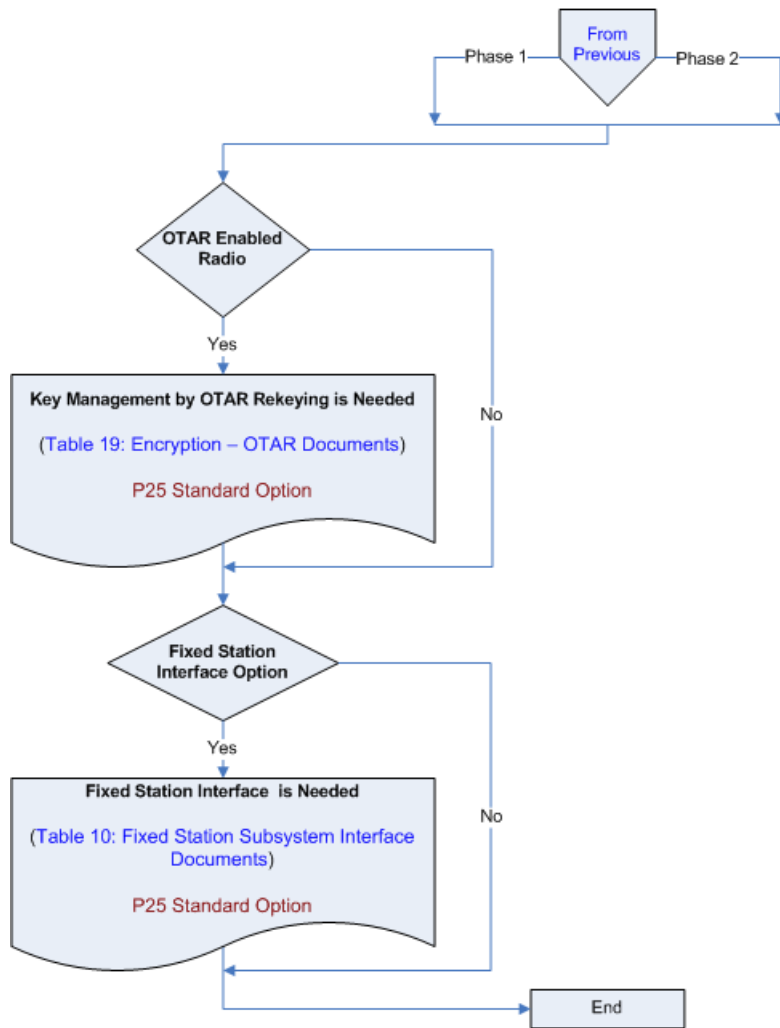 From
Previous
Phase 1
Phase 2
OTAR Enabled
Radio
Yes
Key Management by OTAR Rekeying is Needed
(Table 19: Encryption – OTAR Documents)
P25 Standard Option
No
Fixed Station
Interface Option
Yes
Fixed Station Interface is Needed
(Table 10: Fixed Station Subsystem Interface
Documents)
P25 Standard Option
No
End